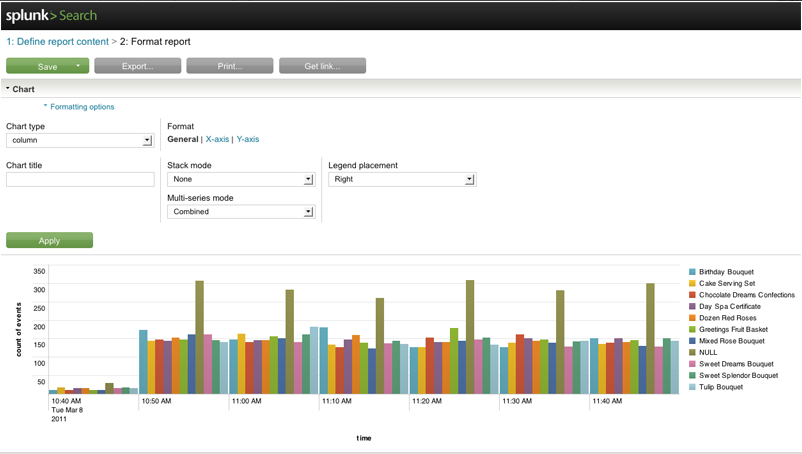 splunk> Search
1: Define report content > 2: Format report
Save Export... Print... Get link...
Chart
Formatting options
Chart type Format
column General | X-axis | Y-axis
Chart title Stack mode Legend placement
None Right
Multi-series mode
Combined
Apply
350
300
250
200
150
100
50
count of events
Birthday Bouquet
Cake Serving Set
Chocolate Dreams Confections
Day Spa Certificate
Dozen Red Roses
Greetings Fruit Basket
Mixed Rose Bouquet
NULL
Sweet Dreams Bouquet
Sweet Splendor Bouquet
Tulip Bouquet
10:40 AM 10:50 AM 11:00 AM 11:10 AM 11:20 AM 11:30 AM 11:40 AM
Tue Mar 8
2011
time